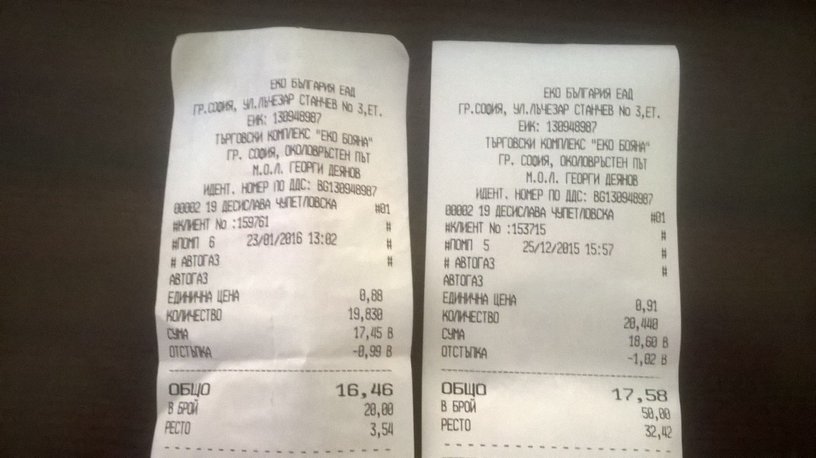 ЕКО БЪЛГАРИЯ ЕАД
ГР.СОФИЯ, УЛ.ЛЪЧЕЗАР СТАНЧЕВ No 3,ЕТ.
ЕИК: 130948987
ТЪРГОВСКИ КОМПЛЕКС "ЕКО БОЯНА"
ГР. СОФИЯ, ОКОЛОВРЪСТЕН ПЪТ
М.О.Л. ГЕОРГИ ДЕЯНОВ
ИДЕНТ. НОМЕР ПО ДДС: BG130948987
00002 19 ДЕСИСЛАВА ЧУПЕТЛОВСКА #01
#КЛИЕНТ No :159761 #
#ПОМП 6 23/01/2016 13:02 #
# АВТОГАЗ #
АВТОГАЗ
ЕДИНИЧНА ЦЕНА 0,88
КОЛИЧЕСТВО 19,830
СУМА 17,45 В
ОТСТЪПКА -0,99 В
ОБЩО 16,46
В БРОЙ 20,00
РЕСТО 3,54
ЕКО БЪЛГАРИЯ ЕАД
ГР.СОФИЯ, УЛ.ЛЪЧЕЗАР СТАНЧЕВ No 3,ЕТ.
ЕИК: 130948987
ТЪРГОВСКИ КОМПЛЕКС "ЕКО БОЯНА"
ГР. СОФИЯ, ОКОЛОВРЪСТЕН ПЪТ
М.О.Л. ГЕОРГИ ДЕЯНОВ
ИДЕНТ. НОМЕР ПО ДДС: BG130948987
00002 19 ДЕСИСЛАВА ЧУПЕТЛОВСКА #01
#КЛИЕНТ No :153715 #
#ПОМП 5 25/12/2015 15:57 #
# АВТОГАЗ #
АВТОГАЗ
ЕДИНИЧНА ЦЕНА 0,91
КОЛИЧЕСТВО 20,440
СУМА 18,60 В
ОТСТЪПКА -1,02 В
ОБЩО 17,58
В БРОЙ 50,00
РЕСТО 32,42